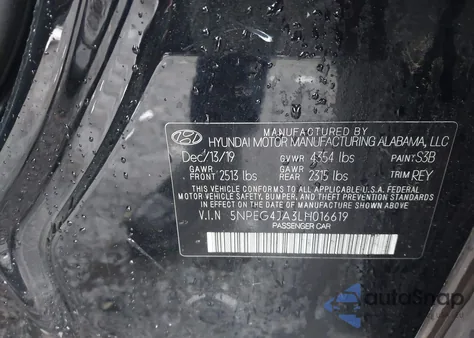 MANUFACTURED BY
HYUNDAI MOTOR MANUFACTURING ALABAMA, LLC
Dec/13/19 GVWR 4354 lbs PAINT S3B
GAWR FRONT 2513 lbs GAWR REAR 2315 lbs TRIM REY
THIS VEHICLE CONFORMS TO ALL APPLICABLE U.S.A. FEDERAL
MOTOR VEHICLE SAFETY, BUMPER, AND THEFT PREVENTION STANDARDS
IN EFFECT ON THE DATE OF MANUFACTURE SHOWN ABOVE.
V.I.N 5NPEG4JA3LH016619
PASSENGER CAR
autoSnap